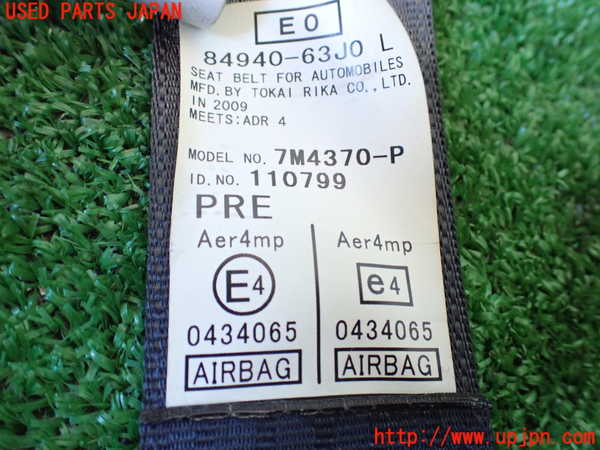 USED PARTS JAPAN
E0
84940-63J0 L
SEAT BELT FOR AUTOMOBILES
MFD. BY TOKAI RIKA CO., LTD.
IN 2009
MEETS:ADR 4
MODEL NO. 7M4370-P
ID.NO. 110799
PRE
Aer4mp
E4
0434065
AIRBAG
Aer4mp
e4
0434065
AIRBAG
http://www.upjpn.com/